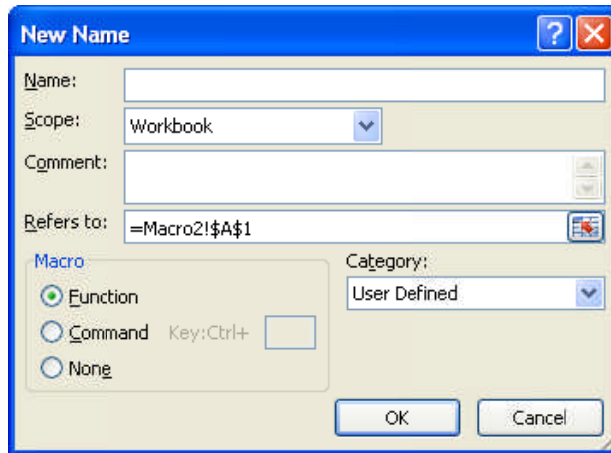 New Name
Name:
Scope: Workbook
Comment:
Refers to: =Macro2!$A$1
Macro Category:
Function User Defined
Command Key:Ctrl+
None
OK Cancel